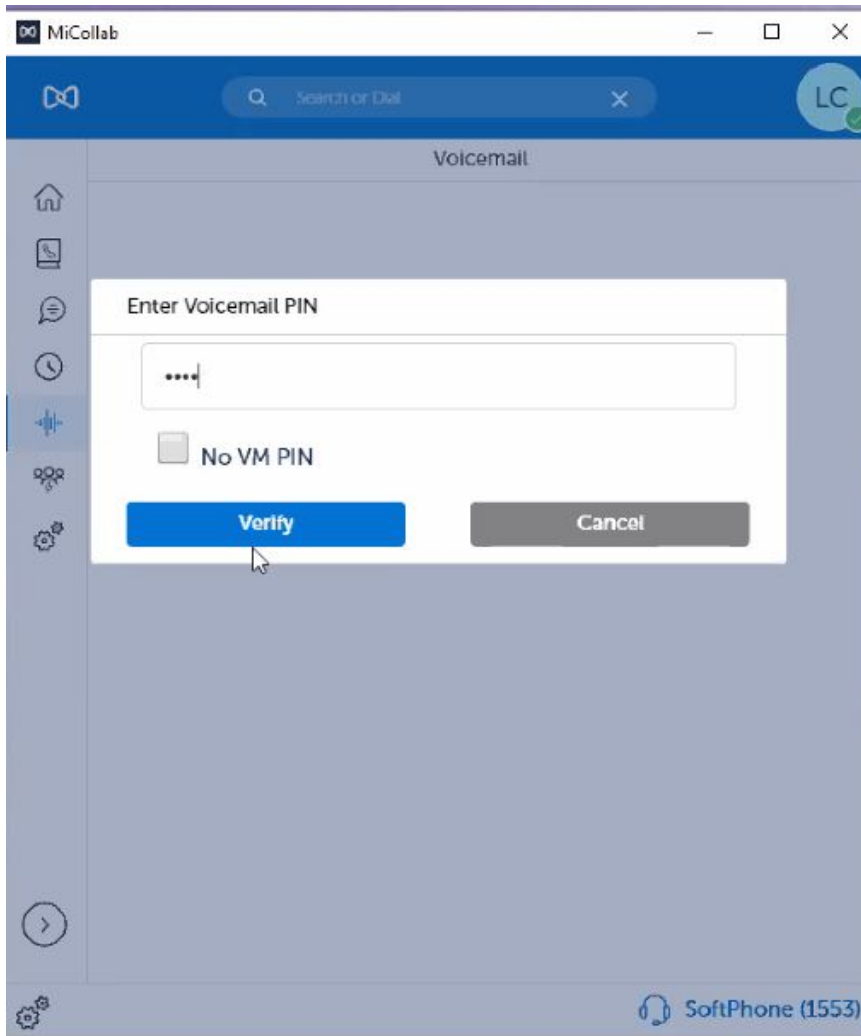 MiCollab
Search or Dial
LC
Voicemail
Enter Voicemail PIN
••••
No VM PIN
Verify
Cancel
SoftPhone (1553)